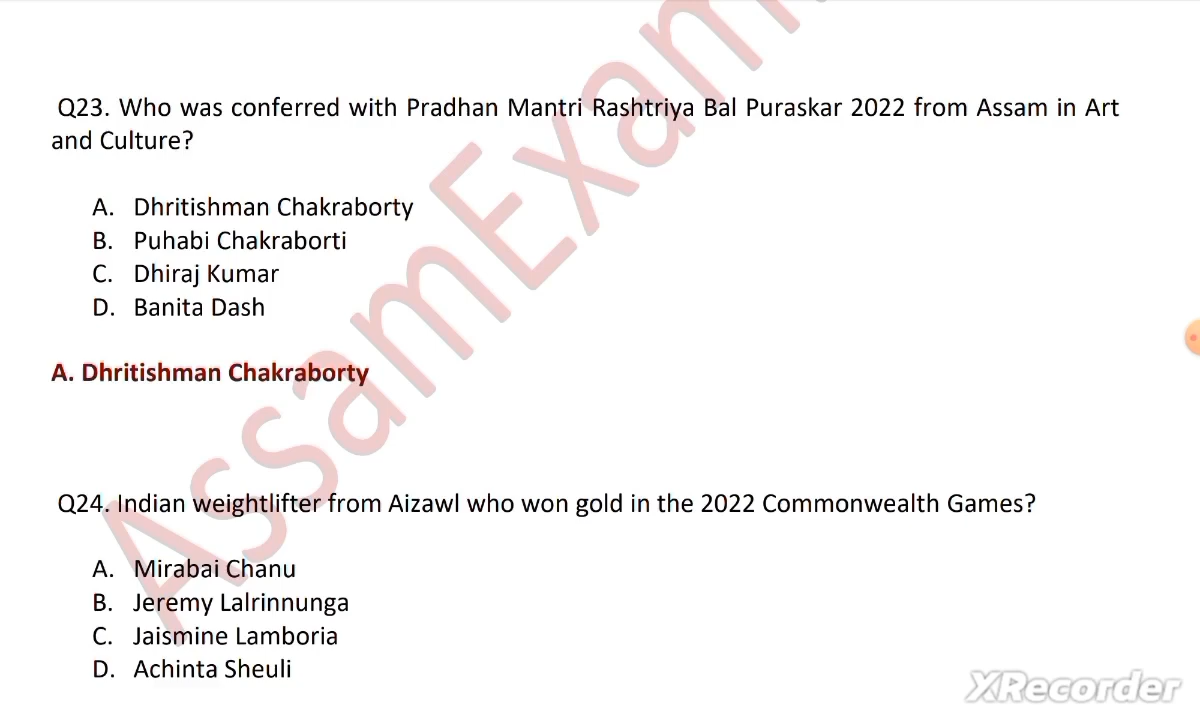 Q23. Who was conferred with Pradhan Mantri Rashtriya Bal Puraskar 2022 from Assam in Art
and Culture?
A. Dhritishman Chakraborty
B. Puhabi Chakraborti
C. Dhiraj Kumar
D. Banita Dash
A. Dhritishman Chakraborty
Q24. Indian weightlifter from Aizawl who won gold in the 2022 Commonwealth Games?
A. Mirabai Chanu
B. Jeremy Lalrinnunga
C. Jaismine Lamboria
D. Achinta Sheuli
AssamExam
XRecorder